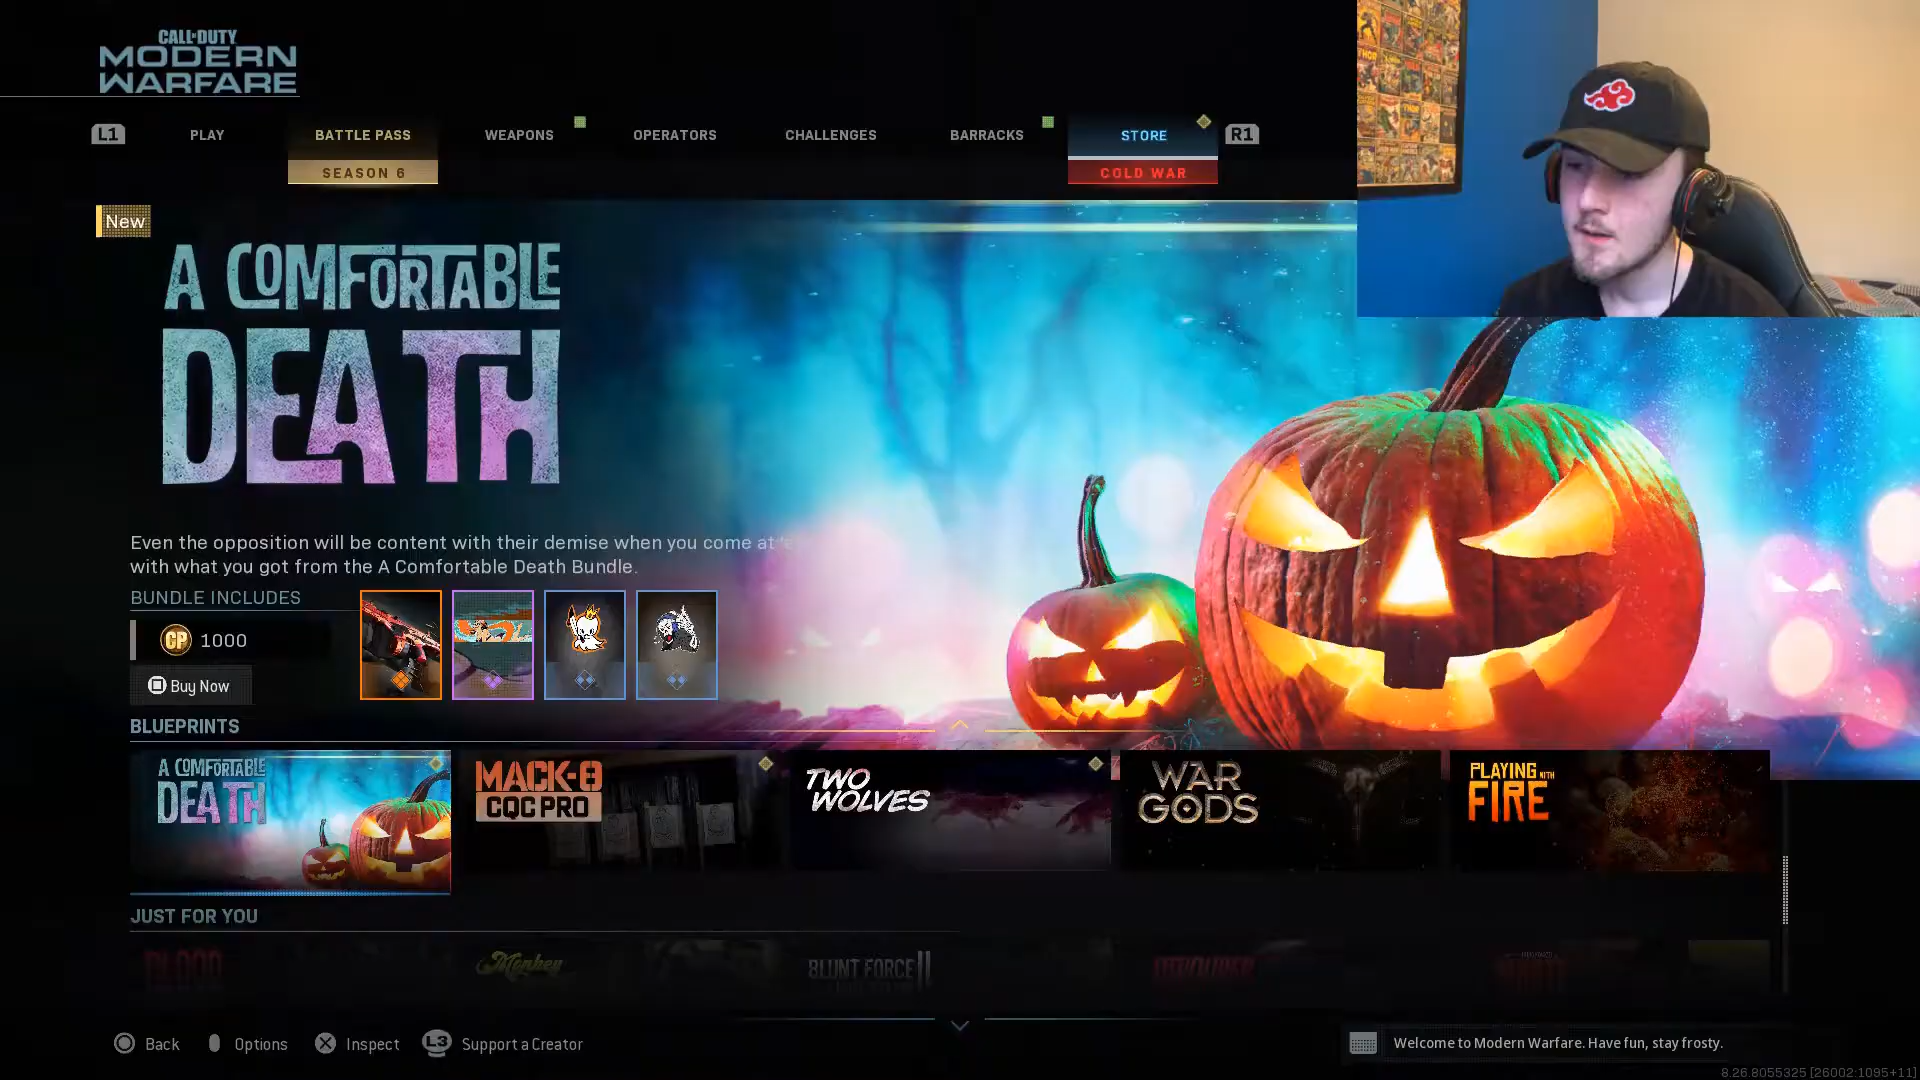 CALL OF DUTY
MODERN
WARFARE
L1
PLAY
BATTLE PASS
WEAPONS
OPERATORS
CHALLENGES
BARRACKS
STORE
R1
SEASON 6
COLD WAR
New
A COMFORTABLE
DEATH
Even the opposition will be content with their demise when you come at
with what you got from the A Comfortable Death Bundle.
BUNDLE INCLUDES
CP 1000
Buy Now
BLUEPRINTS
A COMFORTABLE
DEATH
MACK-8
CQC PRO
TWO
WOLVES
WAR
GODS
PLAYING WITH
FIRE
JUST FOR YOU
BLOOD
Monkey
BLUNT FORCE II
Back
Options
Inspect
L3
Support a Creator
Welcome to Modern Warfare. Have fun, stay frosty.
8.26.8055325 [26002:1095+11]